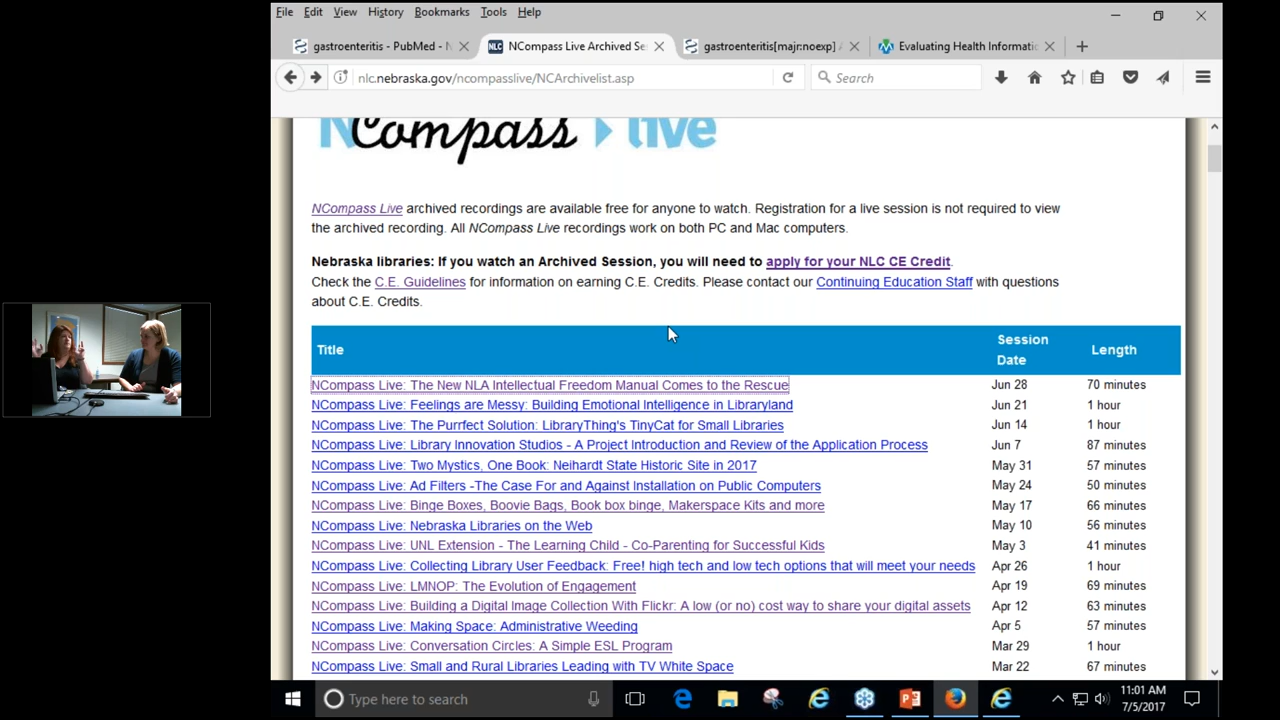 File Edit View History Bookmarks Tools Help
gastroenteritis - PubMed - N
NCompass Live Archived Se
gastroenteritis[majr:noexp] A
Evaluating Health Informatio
nlc.nebraska.gov/ncompasslive/NCArchivelist.asp
Search
NCompass live
NCompass Live archived recordings are available free for anyone to watch. Registration for a live session is not required to view
the archived recording. All NCompass Live recordings work on both PC and Mac computers.
Nebraska libraries: If you watch an Archived Session, you will need to apply for your NLC CE Credit.
Check the C.E. Guidelines for information on earning C.E. Credits. Please contact our Continuing Education Staff with questions
about C.E. Credits.
Title Session Date Length
NCompass Live: The New NLA Intellectual Freedom Manual Comes to the Rescue Jun 28 70 minutes
NCompass Live: Feelings are Messy: Building Emotional Intelligence in Libraryland Jun 21 1 hour
NCompass Live: The Purrfect Solution: LibraryThing's TinyCat for Small Libraries Jun 14 1 hour
NCompass Live: Library Innovation Studios - A Project Introduction and Review of the Application Process Jun 7 87 minutes
NCompass Live: Two Mystics, One Book: Neihardt State Historic Site in 2017 May 31 57 minutes
NCompass Live: Ad Filters -The Case For and Against Installation on Public Computers May 24 50 minutes
NCompass Live: Binge Boxes, Boovie Bags, Book box binge, Makerspace Kits and more May 17 66 minutes
NCompass Live: Nebraska Libraries on the Web May 10 56 minutes
NCompass Live: UNL Extension - The Learning Child - Co-Parenting for Successful Kids May 3 41 minutes
NCompass Live: Collecting Library User Feedback: Free! high tech and low tech options that will meet your needs Apr 26 1 hour
NCompass Live: LMNOP: The Evolution of Engagement Apr 19 69 minutes
NCompass Live: Building a Digital Image Collection With Flickr: A low (or no) cost way to share your digital assets Apr 12 63 minutes
NCompass Live: Making Space: Administrative Weeding Apr 5 57 minutes
NCompass Live: Conversation Circles: A Simple ESL Program Mar 29 1 hour
NCompass Live: Small and Rural Libraries Leading with TV White Space Mar 22 67 minutes
Type here to search
11:01 AM
7/5/2017